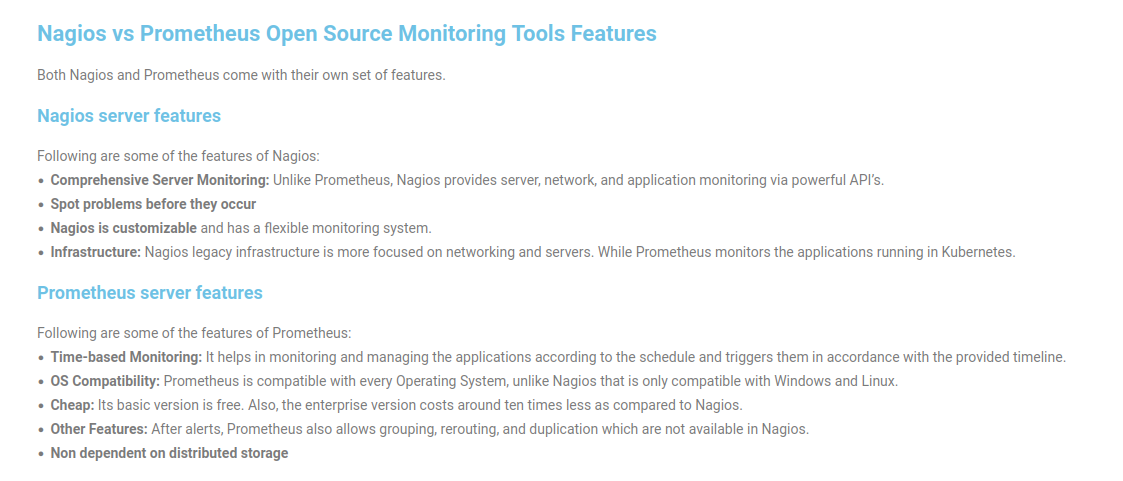 Nagios vs Prometheus Open Source Monitoring Tools Features
Both Nagios and Prometheus come with their own set of features.
Nagios server features
Following are some of the features of Nagios:
• Comprehensive Server Monitoring: Unlike Prometheus, Nagios provides server, network, and application monitoring via powerful API’s.
• Spot problems before they occur
• Nagios is customizable and has a flexible monitoring system.
• Infrastructure: Nagios legacy infrastructure is more focused on networking and servers. While Prometheus monitors the applications running in Kubernetes.
Prometheus server features
Following are some of the features of Prometheus:
• Time-based Monitoring: It helps in monitoring and managing the applications according to the schedule and triggers them in accordance with the provided timeline.
• OS Compatibility: Prometheus is compatible with every Operating System, unlike Nagios that is only compatible with Windows and Linux.
• Cheap: Its basic version is free. Also, the enterprise version costs around ten times less as compared to Nagios.
• Other Features: After alerts, Prometheus also allows grouping, rerouting, and duplication which are not available in Nagios.
• Non dependent on distributed storage